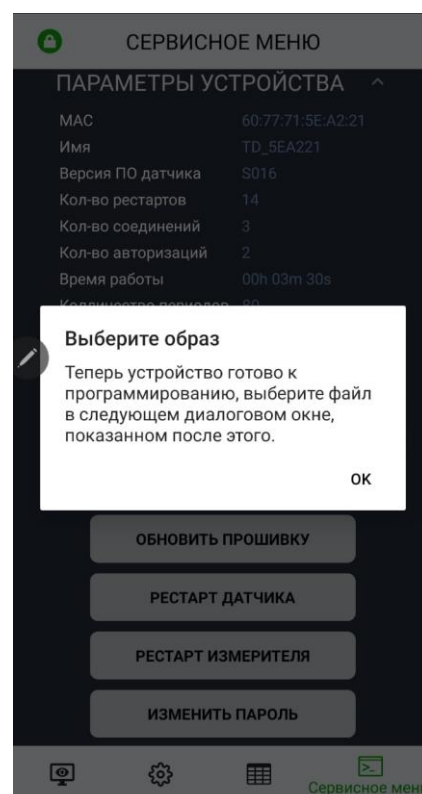 СЕРВИСНОЕ МЕНЮ
ПАРАМЕТРЫ УСТРОЙСТВА
MAC 60:77:71:5E:A2:21
Имя TD_5EA221
Версия ПО датчика S016
Кол-во рестартов 14
Кол-во соединений 3
Кол-во авторизаций 2
Время работы 00h 03m 30s
Выберите образ
Теперь устройство готово к
программированию, выберите файл
в следующем диалоговом окне,
показанном после этого.
OK
ОБНОВИТЬ ПРОШИВКУ
РЕСТАРТ ДАТЧИКА
РЕСТАРТ ИЗМЕРИТЕЛЯ
ИЗМЕНИТЬ ПАРОЛЬ
Сервисное мен